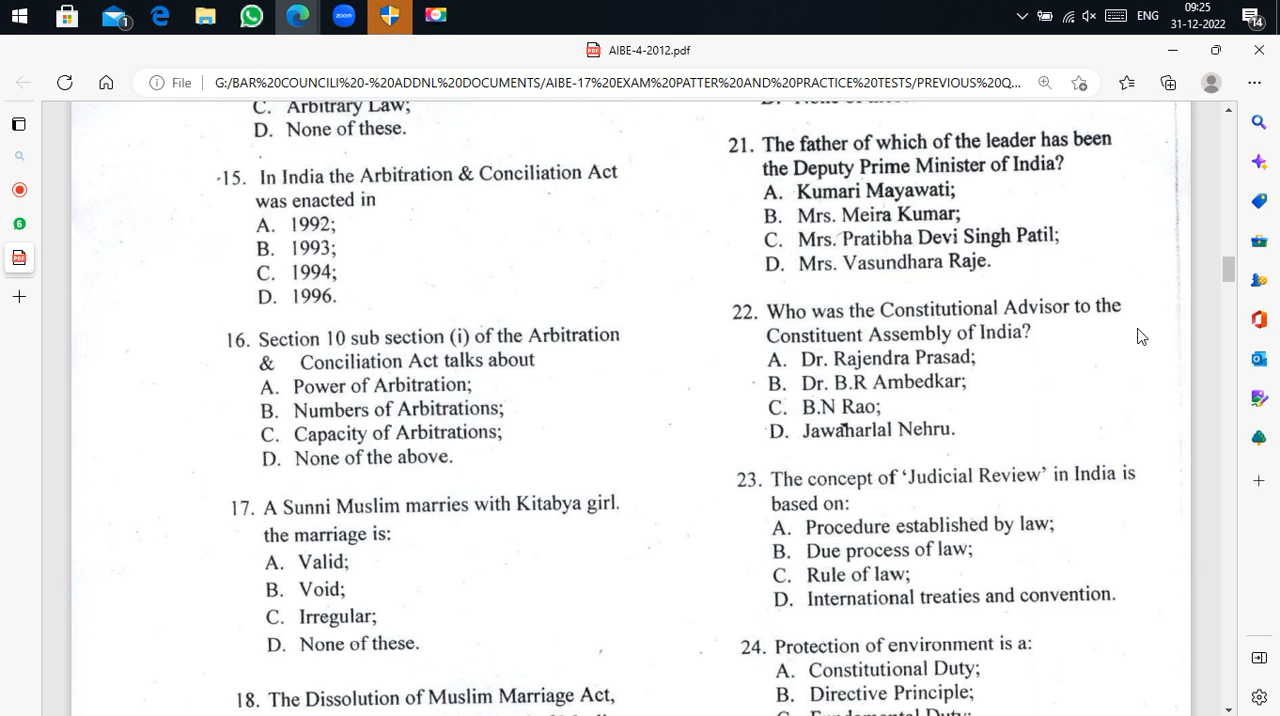 zoom
1
ENG
09:25
31-12-2022
14
AIBE-4-2012.pdf
File
G:/BAR%20COUNCILI%20-%20ADDNL%20DOCUMENTS/AIBE-17%20EXAM%20PATTER%20AND%20PRACTICE%20TESTS/PREVIOUS%20Q...
6
C. Arbitrary Law;
D. None of these.
15. In India the Arbitration & Conciliation Act
was enacted in
A. 1992;
B. 1993;
C. 1994;
D. 1996.
16. Section 10 sub section (i) of the Arbitration
& Conciliation Act talks about
A. Power of Arbitration;
B. Numbers of Arbitrations;
C. Capacity of Arbitrations;
D. None of the above.
17. A Sunni Muslim marries with Kitabya girl.
the marriage is:
A. Valid;
B. Void;
C. Irregular;
D. None of these.
18. The Dissolution of Muslim Marriage Act,
21. The father of which of the leader has been
the Deputy Prime Minister of India?
A. Kumari Mayawati;
B. Mrs. Meira Kumar;
C. Mrs. Pratibha Devi Singh Patil;
D. Mrs. Vasundhara Raje.
22. Who was the Constitutional Advisor to the
Constituent Assembly of India?
A. Dr. Rajendra Prasad;
B. Dr. B.R Ambedkar;
C. B.N Rao;
D. Jawaharlal Nehru.
23. The concept of ‘Judicial Review’ in India is
based on:
A. Procedure established by law;
B. Due process of law;
C. Rule of law;
D. International treaties and convention.
24. Protection of environment is a:
A. Constitutional Duty;
B. Directive Principle;